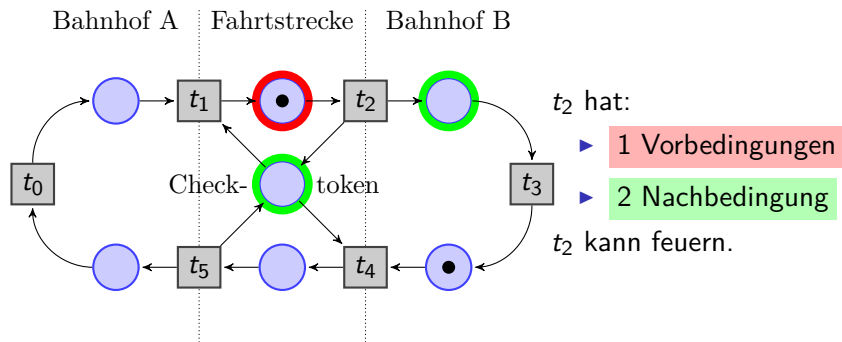 Bahnhof A Fahrtstrecke Bahnhof B
t1 t2
t2 hat:
▶ 1 Vorbedingungen
t0 Check- token t3
▶ 2 Nachbedingung
t2 kann feuern.
t5 t4